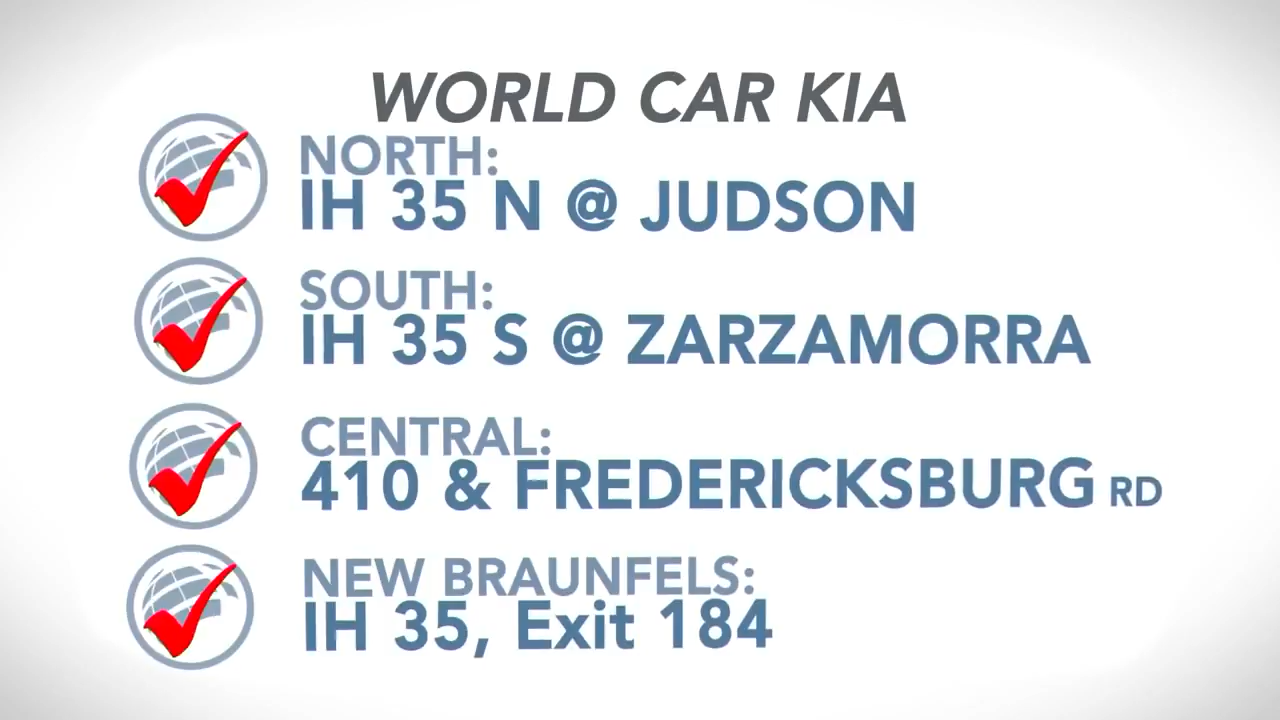 WORLD CAR KIA
NORTH:
IH 35 N @ JUDSON
SOUTH:
IH 35 S @ ZARZAMORRA
CENTRAL:
410 & FREDERICKSBURG RD
NEW BRAUNFELS:
IH 35, Exit 184